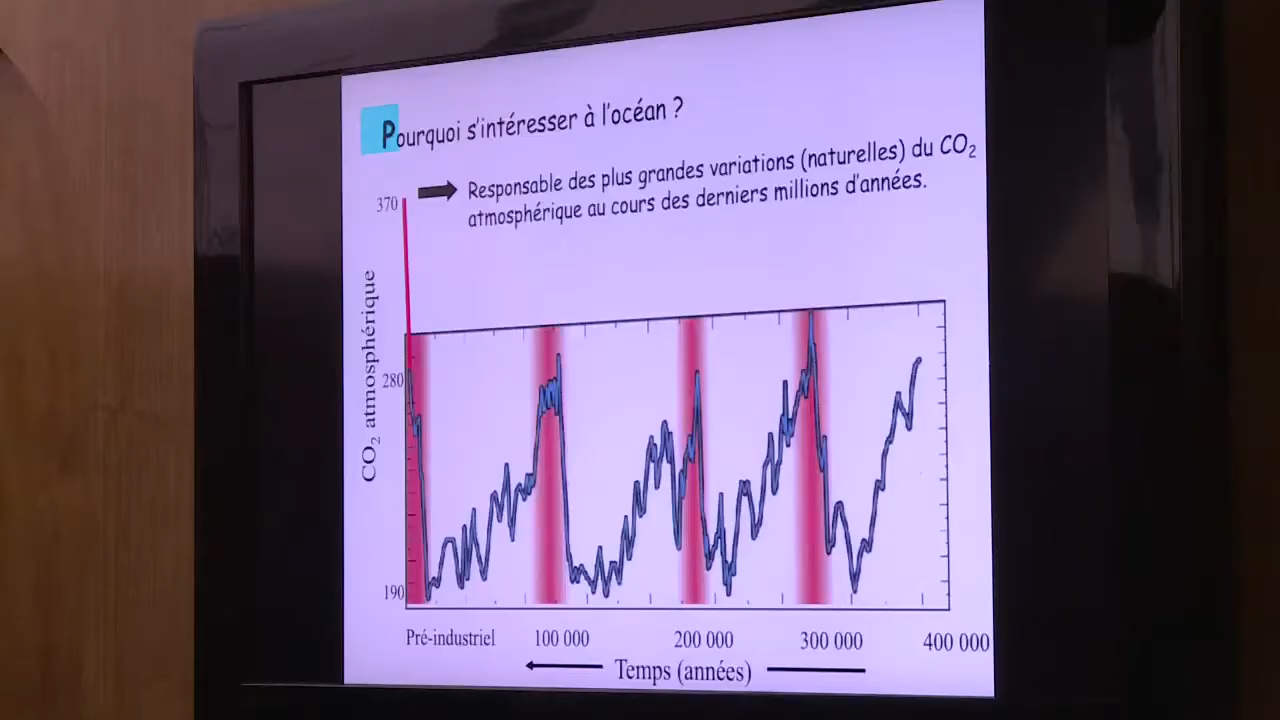 Pourquoi s'intéresser à l'océan ?
Responsable des plus grandes variations (naturelles) du CO₂
atmosphérique au cours des derniers millions d'années.
370
CO₂ atmosphérique
280
190
Pré-industriel 100 000 200 000 300 000 400 000
Temps (années)